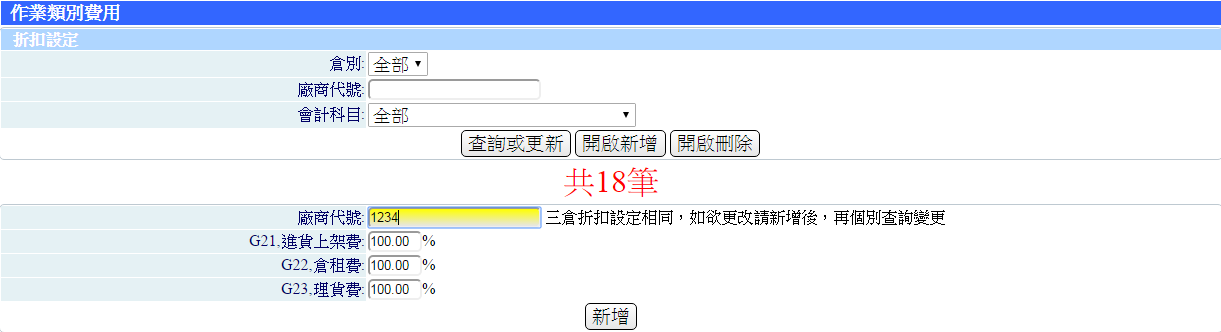 作業類別費用
折扣設定
倉別: 全部
廠商代號:
會計科目: 全部
查詢或更新 開啟新增 開啟刪除
共18筆
廠商代號: 1234 三倉折扣設定相同，如欲更改請新增後，再個別查詢變更
G21,進貨上架費: 100.00 %
G22,倉租費: 100.00 %
G23,理貨費: 100.00 %
新增